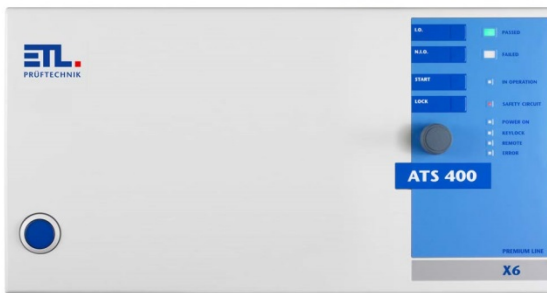 ETL.
PRÜFTECHNIK
I.O.
PASSED
N.I.O.
FAILED
START
IN OPERATION
LOCK
SAFETY CIRCUIT
POWER ON
KEYLOCK
REMOTE
ERROR
ATS 400
PREMIUM LINE
X6